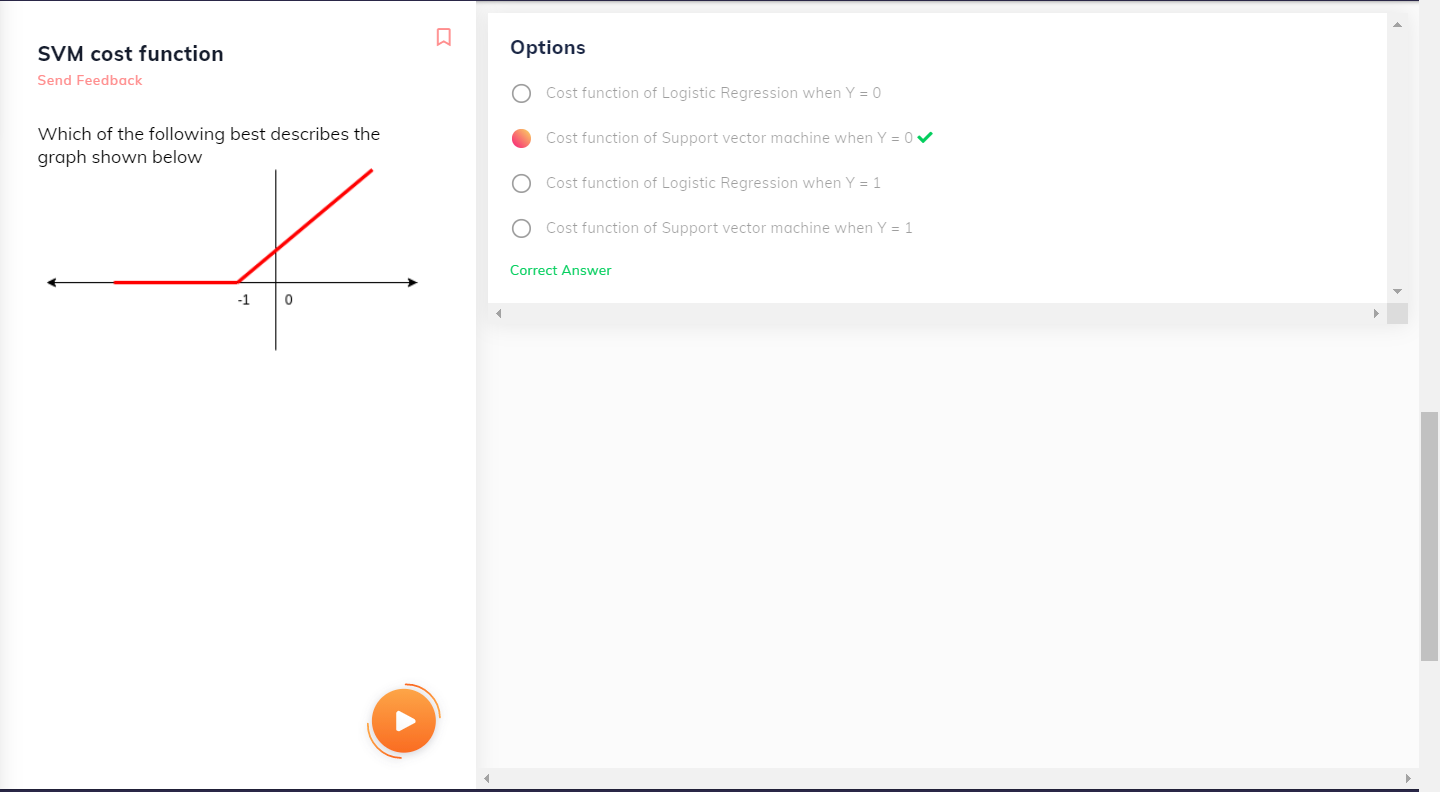 SVM cost function
Send Feedback
Which of the following best describes the
graph shown below
-1
0
Options
Cost function of Logistic Regression when Y = 0
Cost function of Support vector machine when Y = 0
Cost function of Logistic Regression when Y = 1
Cost function of Support vector machine when Y = 1
Correct Answer